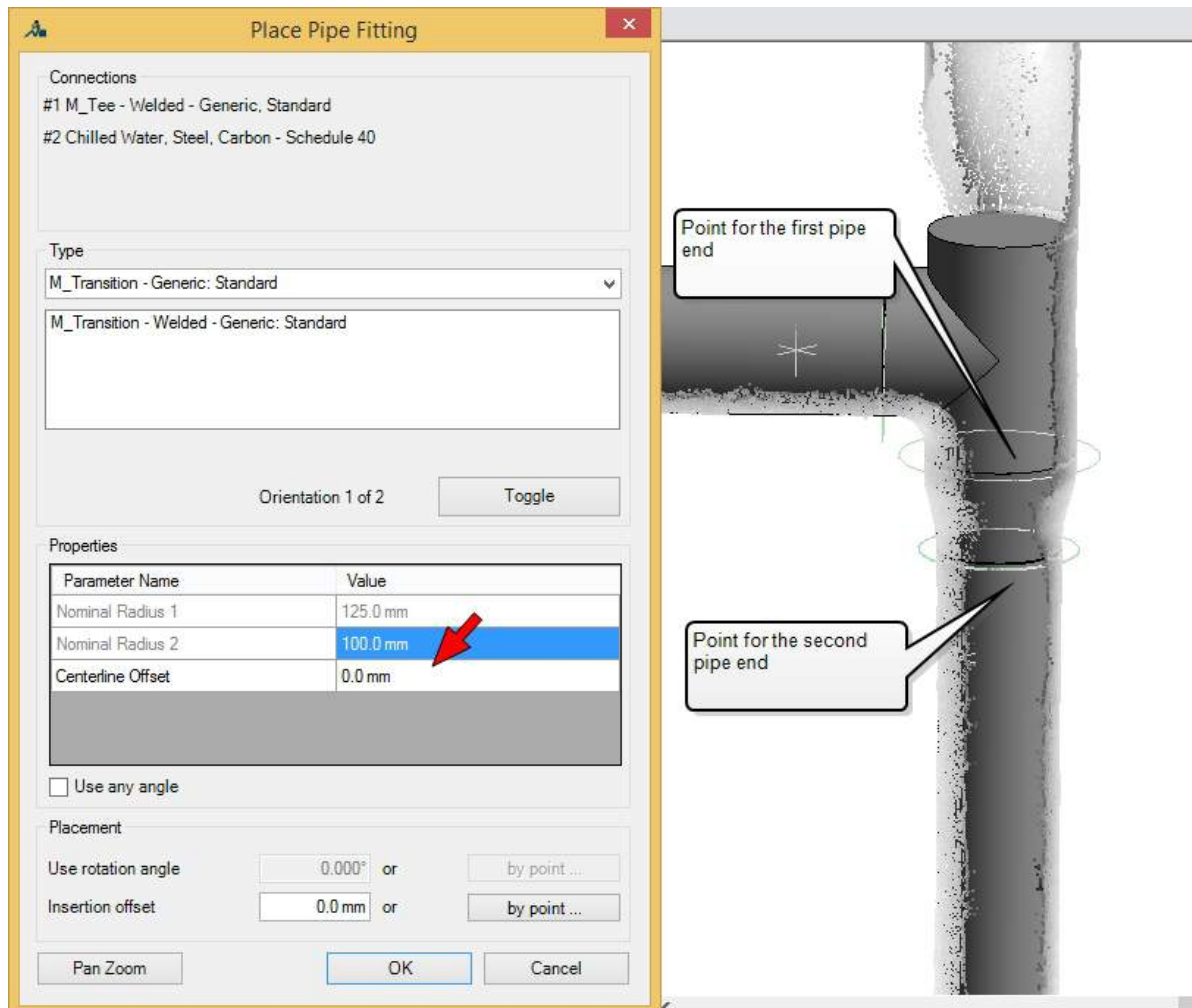 Place Pipe Fitting
Connections
#1 M_Tee - Welded - Generic, Standard
#2 Chilled Water, Steel, Carbon - Schedule 40
Type
M_Transition - Generic: Standard
M_Transition - Welded - Generic: Standard
Orientation 1 of 2
Toggle
Properties
Parameter Name Value
Nominal Radius 1 125.0 mm
Nominal Radius 2 100.0 mm
Centerline Offset 0.0 mm
Use any angle
Placement
Use rotation angle 0.000° or by point ...
Insertion offset 0.0 mm or by point ...
Pan Zoom OK Cancel
Point for the first pipe
end
Point for the second
pipe end